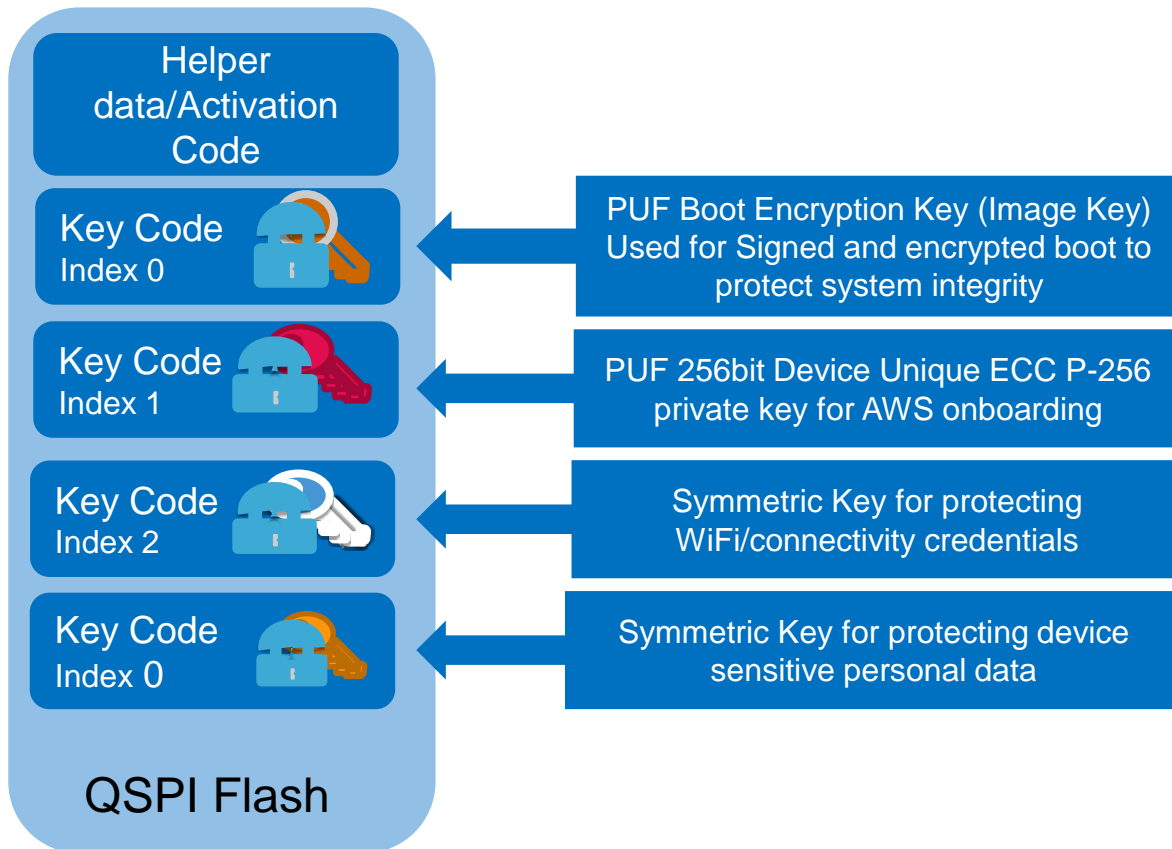 Helper
data/Activation
Code
Key Code
Index 0
PUF Boot Encryption Key (Image Key)
Used for Signed and encrypted boot to
protect system integrity
Key Code
Index 1
PUF 256bit Device Unique ECC P-256
private key for AWS onboarding
Key Code
Index 2
Symmetric Key for protecting
WiFi/connectivity credentials
Key Code
Index 0
Symmetric Key for protecting device
sensitive personal data
QSPI Flash